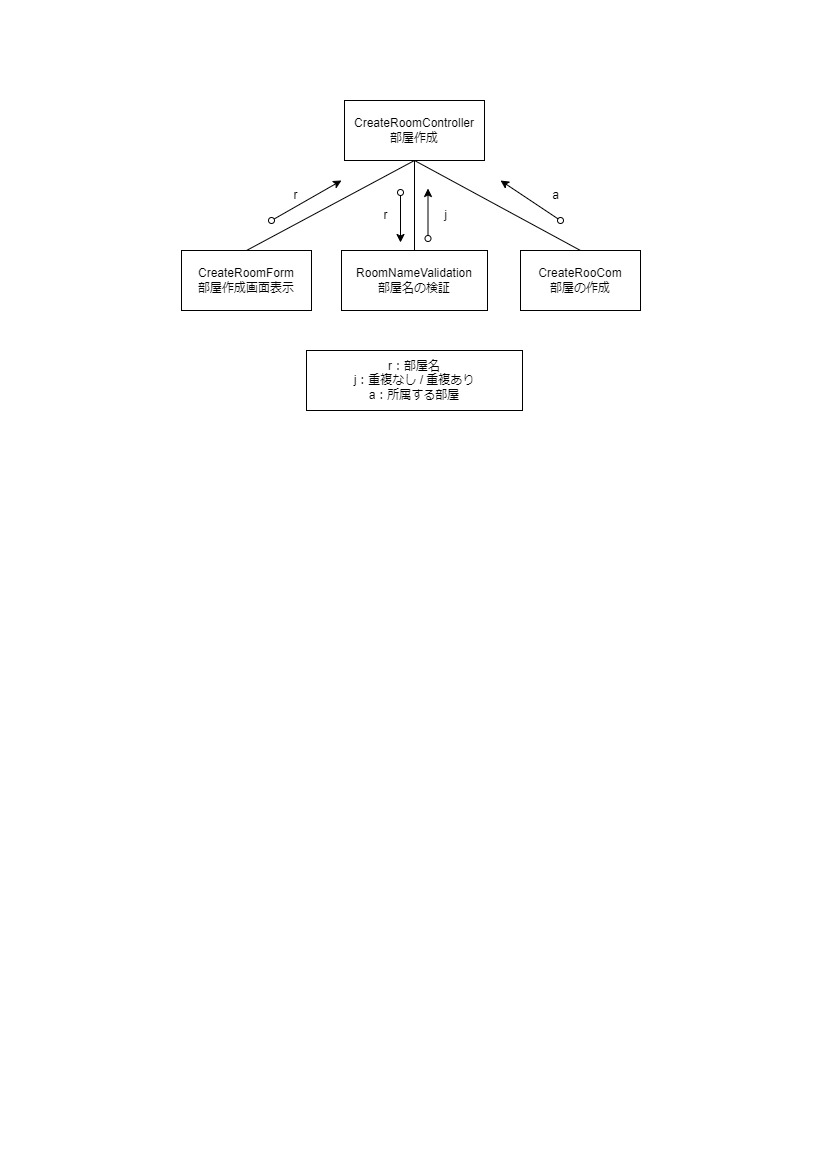 CreateRoomController
部屋作成
r
r
j
a
CreateRoomForm
部屋作成画面表示
RoomNameValidation
部屋名の検証
CreateRooCom
部屋の作成
r：部屋名
j：重複なし / 重複あり
a：所属する部屋